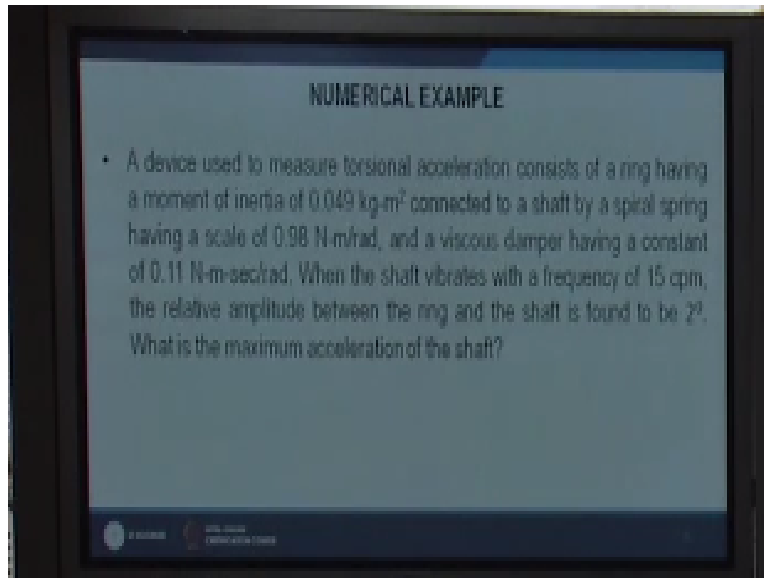 NUMERICAL EXAMPLE
• A device used to measure torsional acceleration consists of a ring having
a moment of inertia of 0.049 kg-m² connected to a shaft by a spiral spring
having a scale of 0.98 N-m/rad, and a viscous damper having a constant
of 0.11 N-m-sec/rad. When the shaft vibrates with a frequency of 15 cpm,
the relative amplitude between the ring and the shaft is found to be 2⁰.
What is the maximum acceleration of the shaft?
CERTIFICATION COURSE